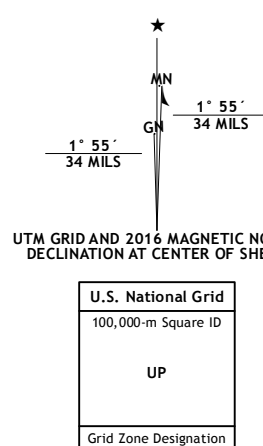 ★
MN
1° 55´
34 MILS
GN
1° 55´
34 MILS
UTM GRID AND 2016 MAGNETIC NO
DECLINATION AT CENTER OF SHE
U.S. National Grid
100,000-m Square ID
UP
Grid Zone Designation